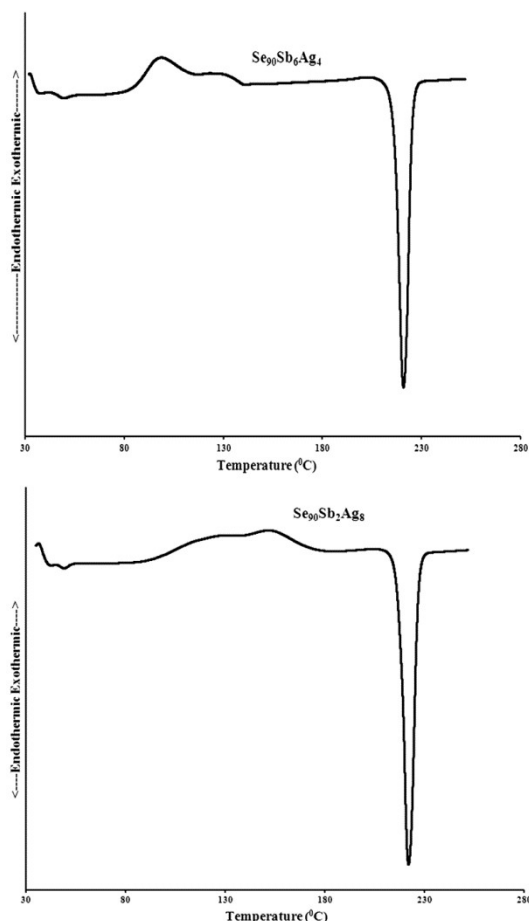 Se₉₀Sb₆Ag₄
<-----------Endothermic Exothermic------>
30 80 130 180 230 280
Temperature (⁰C)
Se₉₀Sb₂Ag₈
<----Endothermic Exothermic---->
30 80 130 180 230 280
Temperature (⁰C)